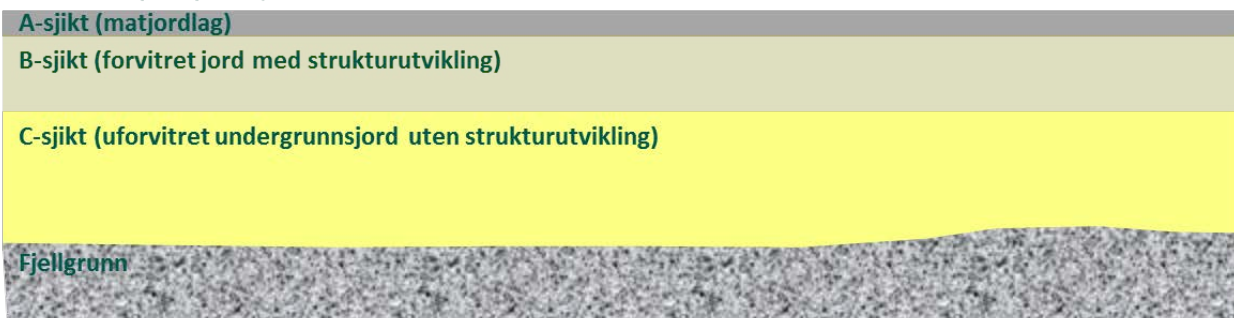 A-sjikt (matjordlag)
B-sjikt (forvitret jord med strukturutvikling)
C-sjikt (uforvitret undergrunnsjord uten strukturutvikling)
Fjellgrunn